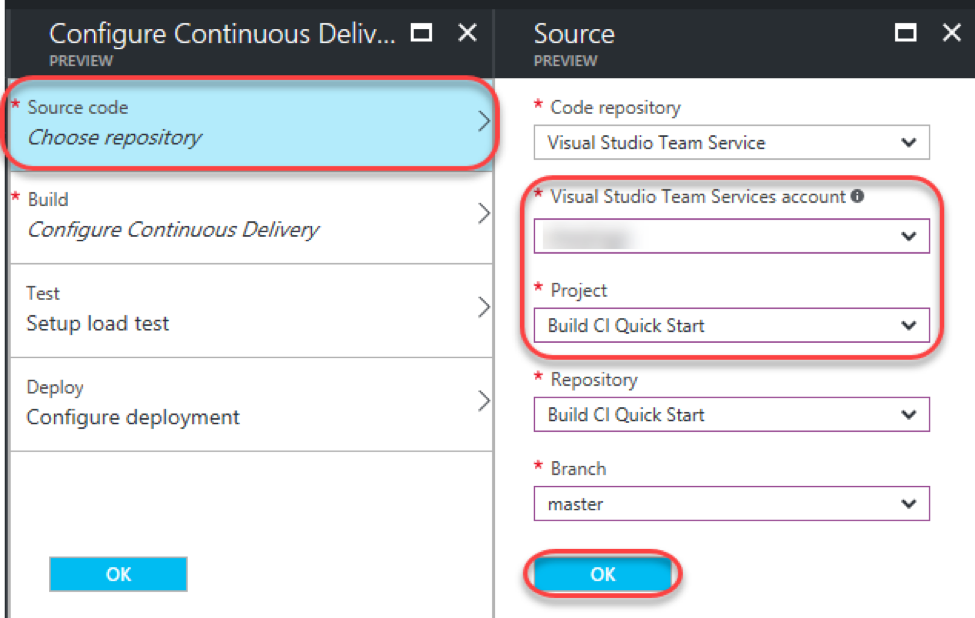 Configure Continuous Deliv...
PREVIEW
* Source code
Choose repository
* Build
Configure Continuous Delivery
Test
Setup load test
Deploy
Configure deployment
OK
Source
PREVIEW
* Code repository
Visual Studio Team Service
* Visual Studio Team Services account
* Project
Build CI Quick Start
* Repository
Build CI Quick Start
* Branch
master
OK